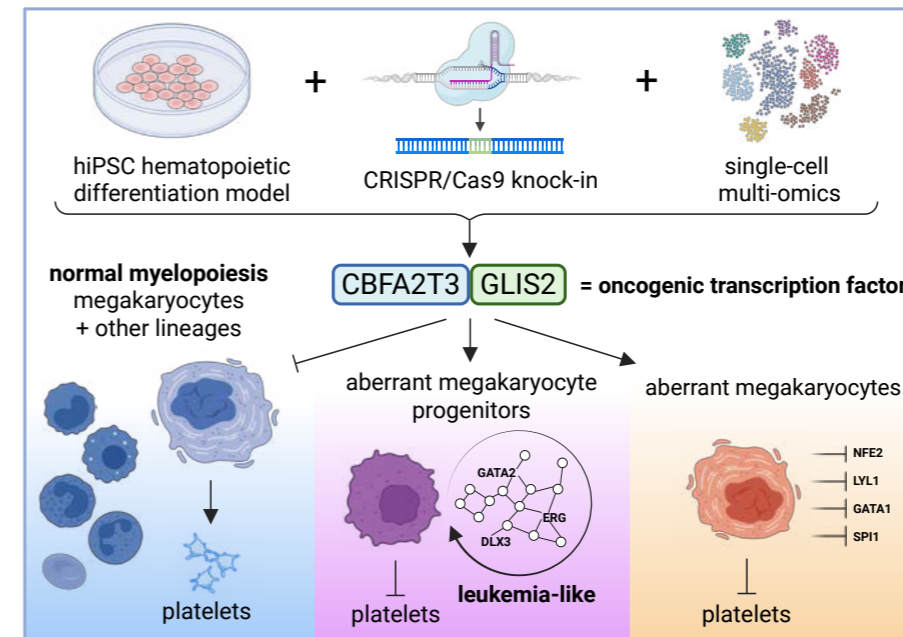 +
+
hiPSC hematopoietic
differentiation model
CRISPR/Cas9 knock-in
single-cell
multi-omics
normal myelopoiesis
megakaryocytes
+ other lineages
CBFA2T3 GLIS2 = oncogenic transcription factor
aberrant megakaryocyte
progenitors
aberrant megakaryocytes
GATA2
ERG
DLX3
leukemia-like
NFE2
LYL1
GATA1
SPI1
platelets
platelets
platelets